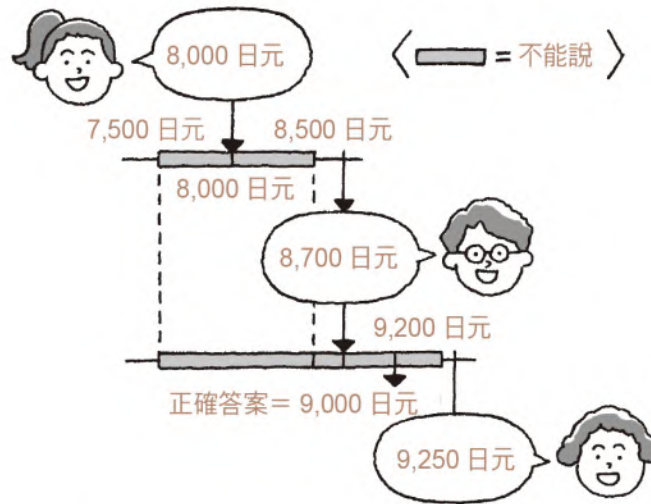 8,000 日元
= 不能說
7,500 日元
8,500 日元
8,000 日元
8,700 日元
9,200 日元
正確答案= 9,000 日元
9,250 日元